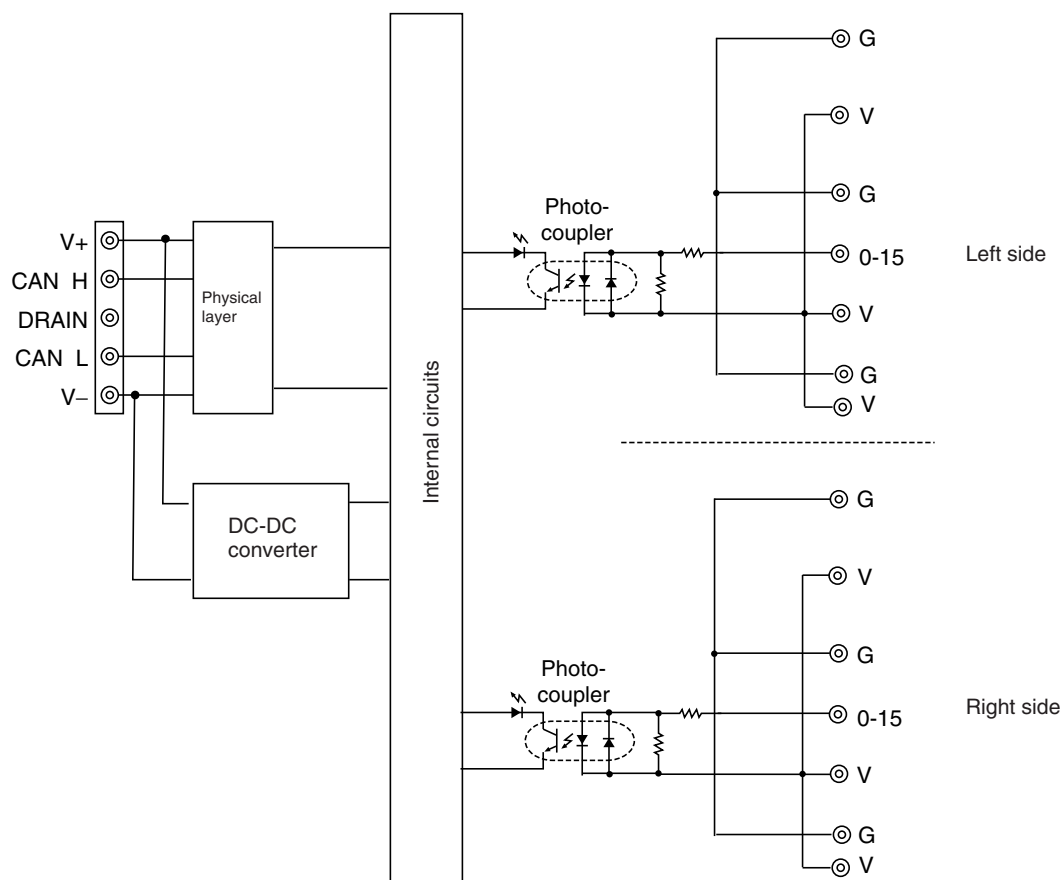 V+
CAN H
DRAIN
CAN L
V–
Physical
layer
DC-DC
converter
Internal circuits
Photo-
coupler
G
V
G
0-15
V
G
V
Left side
Photo-
coupler
G
V
G
0-15
V
G
V
Right side